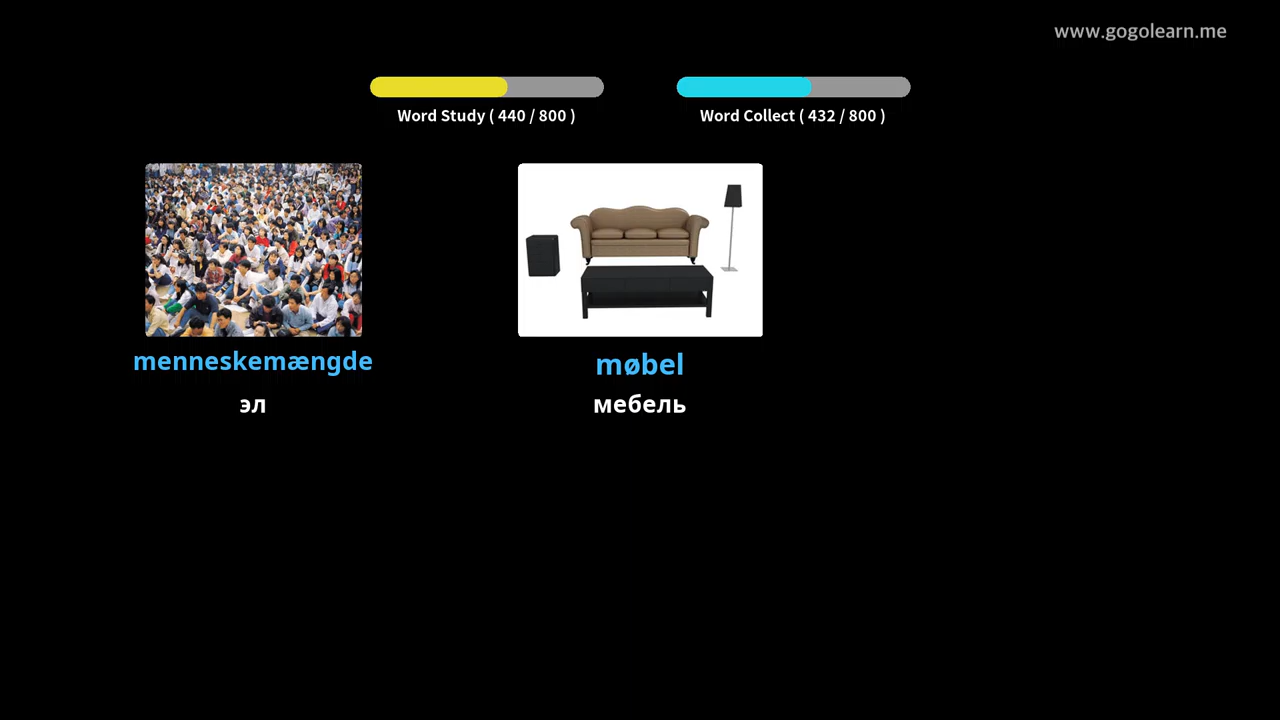 www.gogolearn.me
Word Study ( 440 / 800 )
Word Collect ( 432 / 800 )
menneskemængde
møbel
эл
мебель